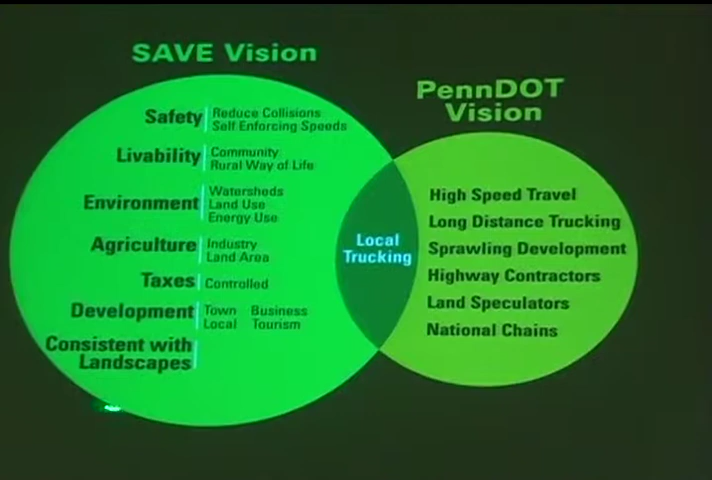 SAVE Vision
PennDOT
Vision
Safety
Reduce Collisions
Self Enforcing Speeds
Livability
Community
Rural Way of Life
Environment
Watersheds
Land Use
Energy Use
Agriculture
Industry
Land Area
Taxes
Controlled
Development
Town Business
Local Tourism
Consistent with
Landscapes
Local
Trucking
High Speed Travel
Long Distance Trucking
Sprawling Development
Highway Contractors
Land Speculators
National Chains